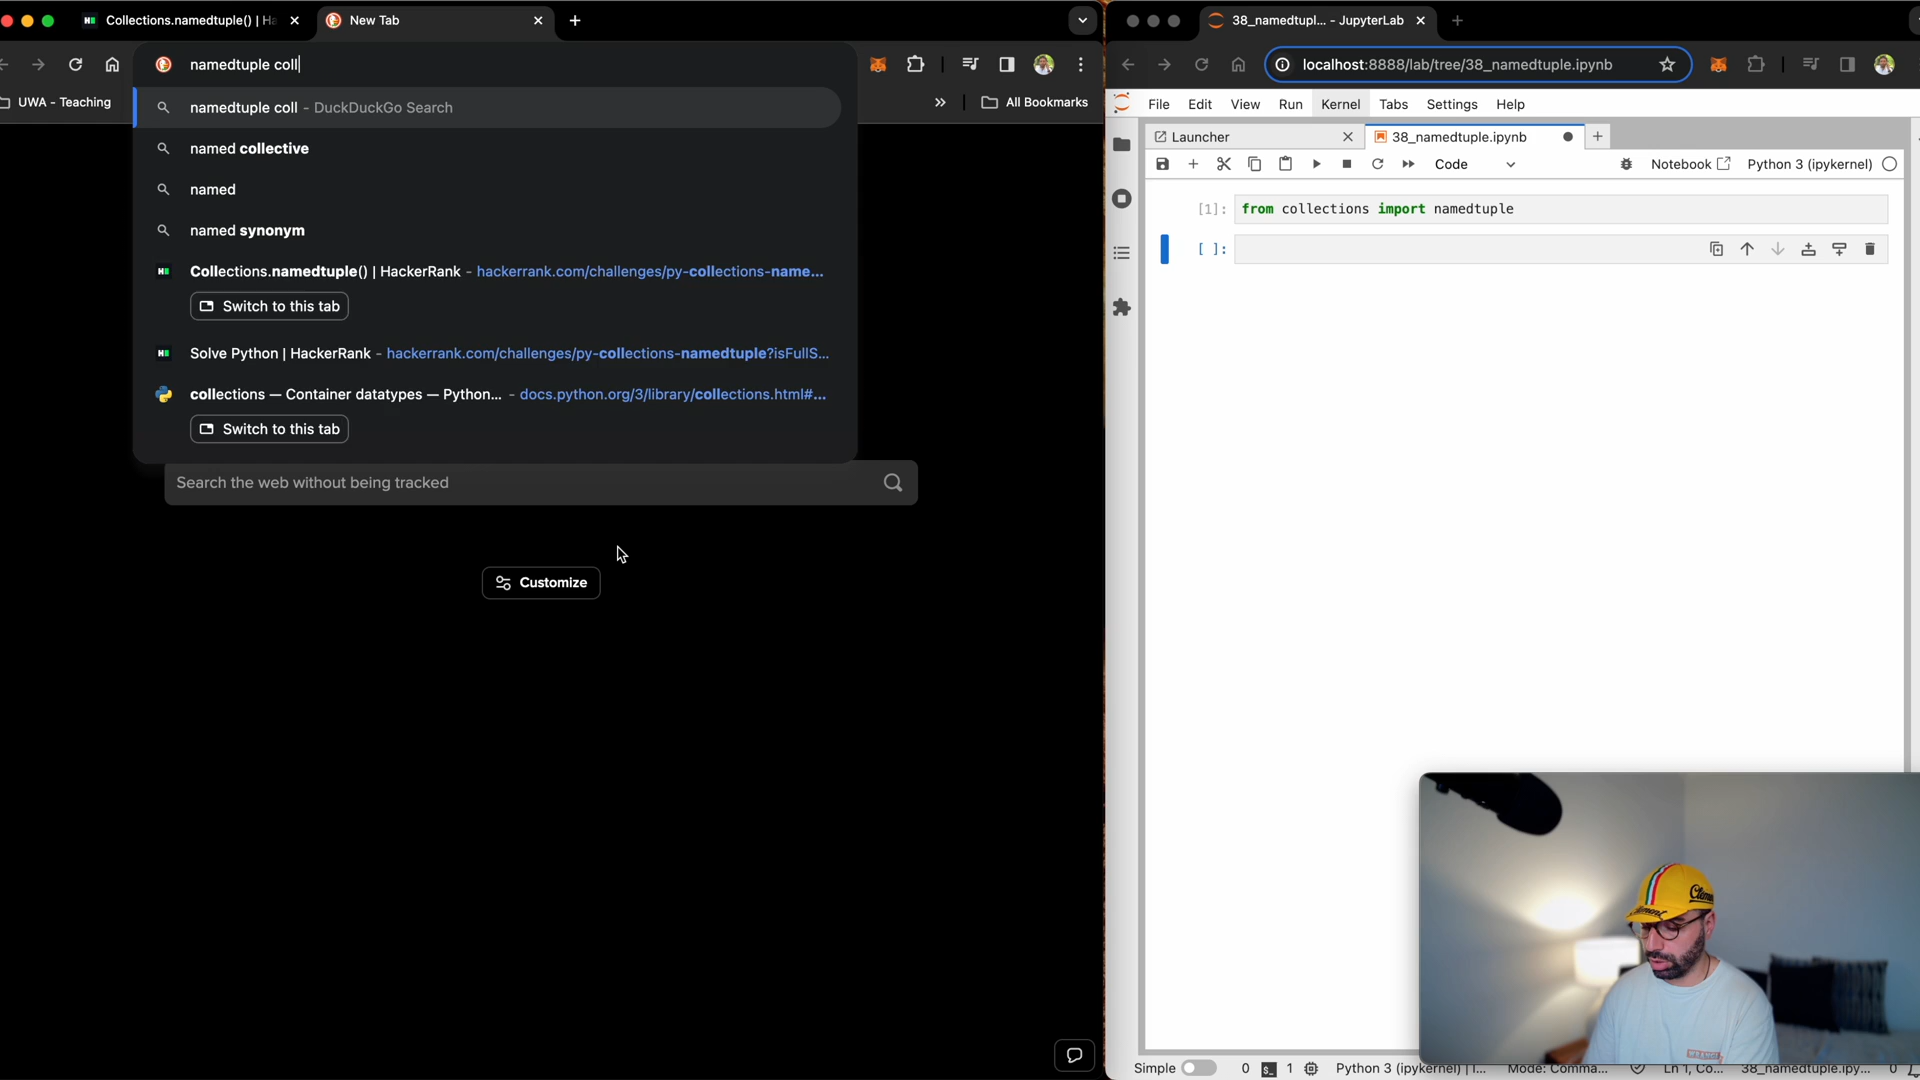 Collections.namedtuple() | Ha
New Tab
namedtuple coll
UWA - Teaching
All Bookmarks
namedtuple coll - DuckDuckGo Search
named collective
named
named synonym
Collections.namedtuple() | HackerRank - hackerrank.com/challenges/py-collections-name...
Switch to this tab
Solve Python | HackerRank - hackerrank.com/challenges/py-collections-namedtuple?isFullS...
collections — Container datatypes — Python... - docs.python.org/3/library/collections.html#...
Switch to this tab
Search the web without being tracked
Customize
38_namedtupl... - JupyterLab
localhost:8888/lab/tree/38_namedtuple.ipynb
File Edit View Run Kernel Tabs Settings Help
Launcher
38_namedtuple.ipynb
Code
Notebook
Python 3 (ipykernel)
[1]: from collections import namedtuple
[ ]:
Simple 0 1 Python 3 (ipykernel) | I... Mode: Comma... Ln 1, Co... 38_namedtuple.ipy... 0